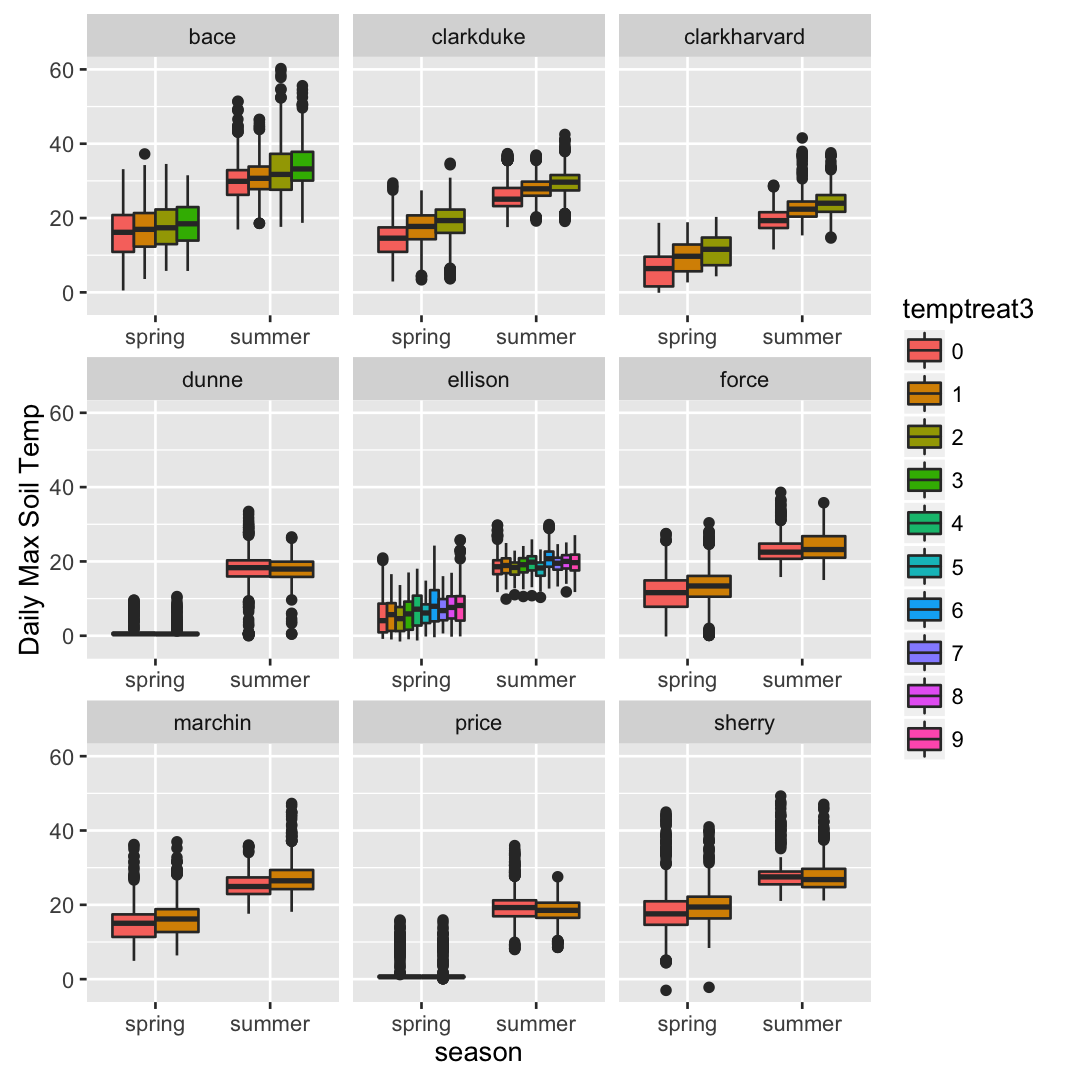 bace clarkduke clarkharvard
60
40
20
0
spring summer spring summer spring summer
dunne ellison force
60
40
20
0
spring summer spring summer spring summer
marchin price sherry
60
40
20
0
spring summer spring summer spring summer
season
Daily Max Soil Temp
temptreat3
0
1
2
3
4
5
6
7
8
9